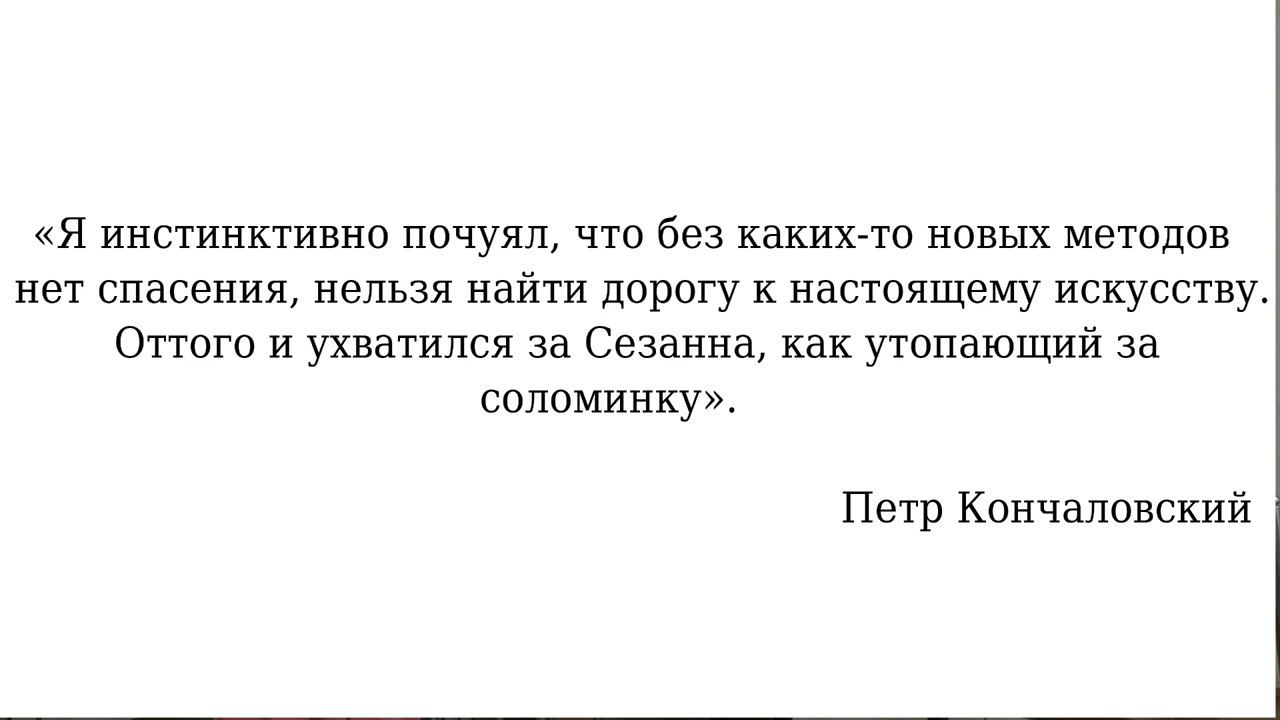 «Я инстинктивно почуял, что без каких-то новых методов
нет спасения, нельзя найти дорогу к настоящему искусству.
Оттого и ухватился за Сезанна, как утопающий за
соломинку».
Петр Кончаловский